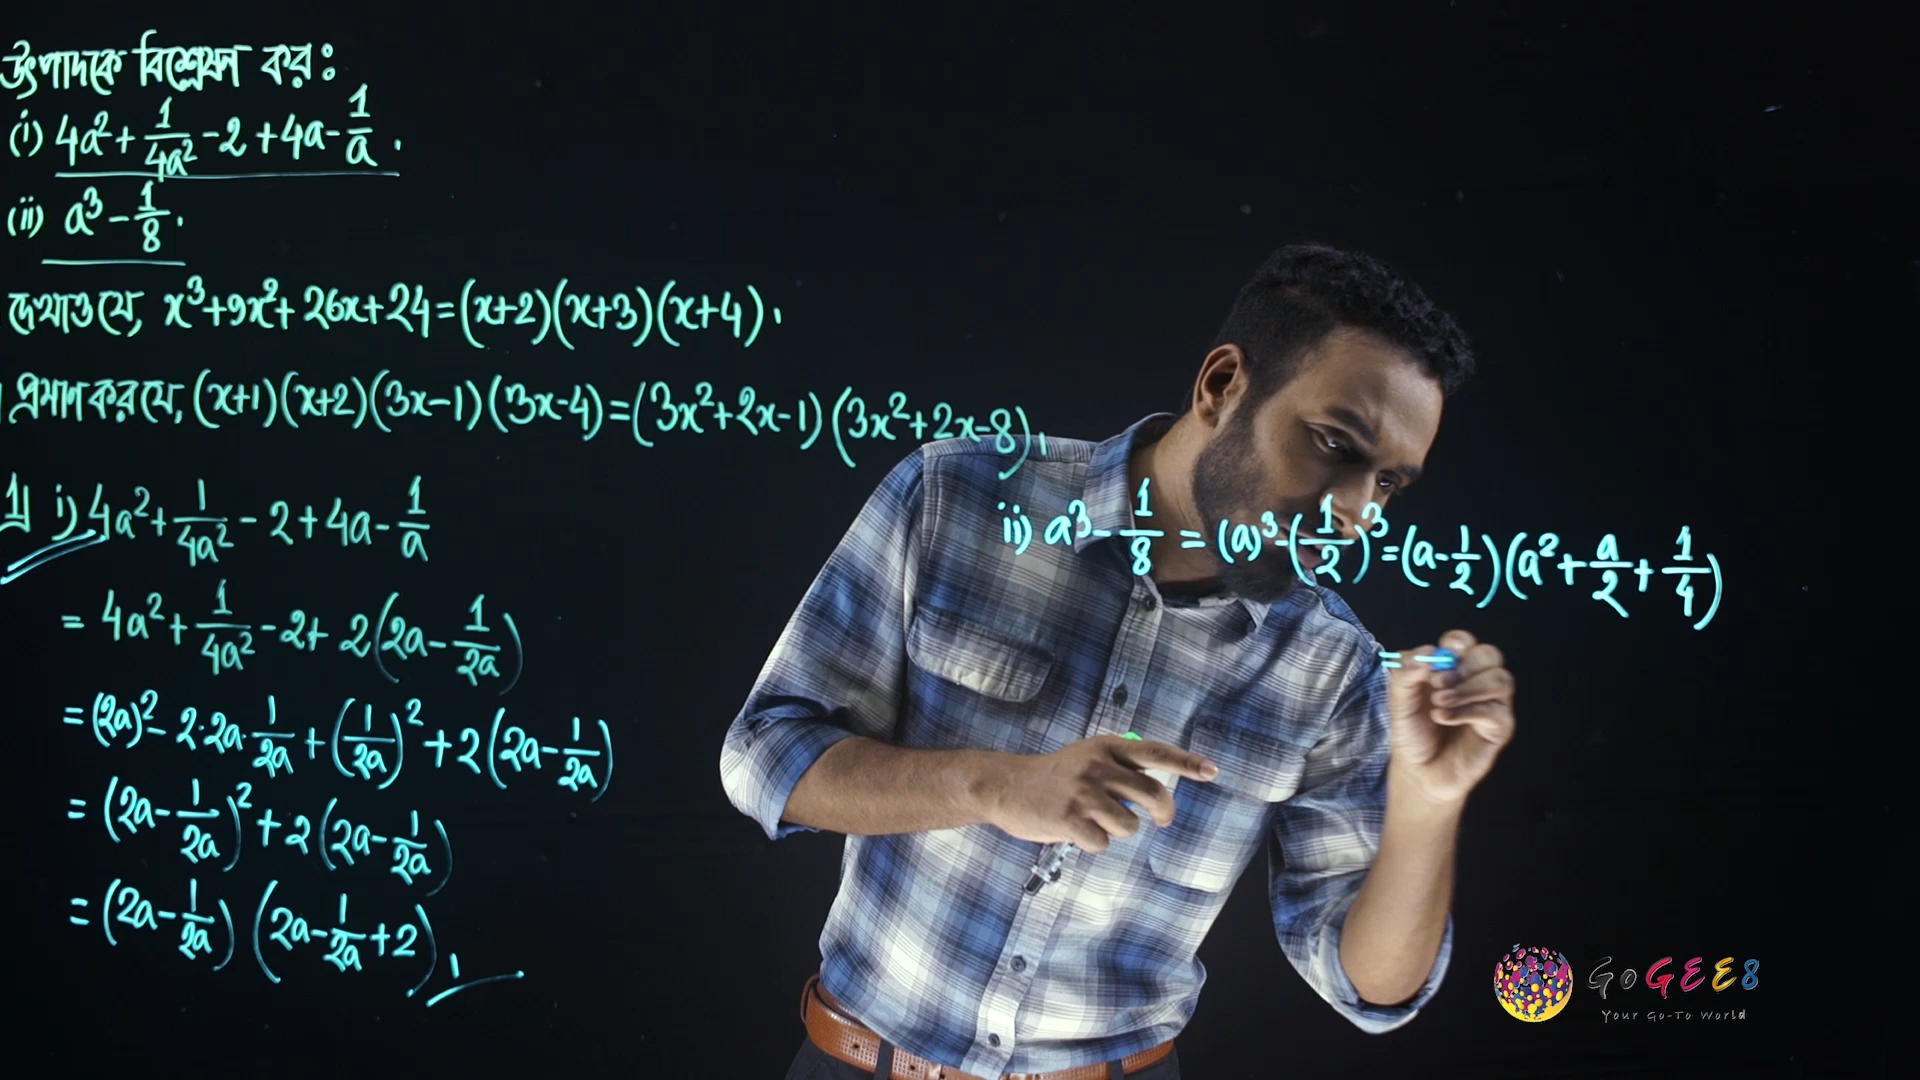 উৎপাদকে বিশ্লেষন কর:
(i) 4a² + 1/4a² - 2 + 4a - 1/a .
(ii) a³ - 1/8 .
দেখাও যে, x³+9x²+26x+24=(x+2)(x+3)(x+4).
প্রমাণ কর যে, (x+1)(x+2)(3x-1)(3x-4)=(3x²+2x-1)(3x²+2x-8).
1) i) 4a² + 1/4a² - 2 + 4a - 1/a
= 4a² + 1/4a² - 2 + 2(2a - 1/2a)
= (2a)² - 2·2a·1/2a + (1/2a)² + 2(2a - 1/2a)
= (2a - 1/2a)² + 2(2a - 1/2a)
= (2a - 1/2a) (2a - 1/2a + 2)
ii) a³ - 1/8 = (a)³ - (1/2)³ = (a - 1/2)(a² + a/2 + 1/4)
= -
GoGEE8
Your Go-To World